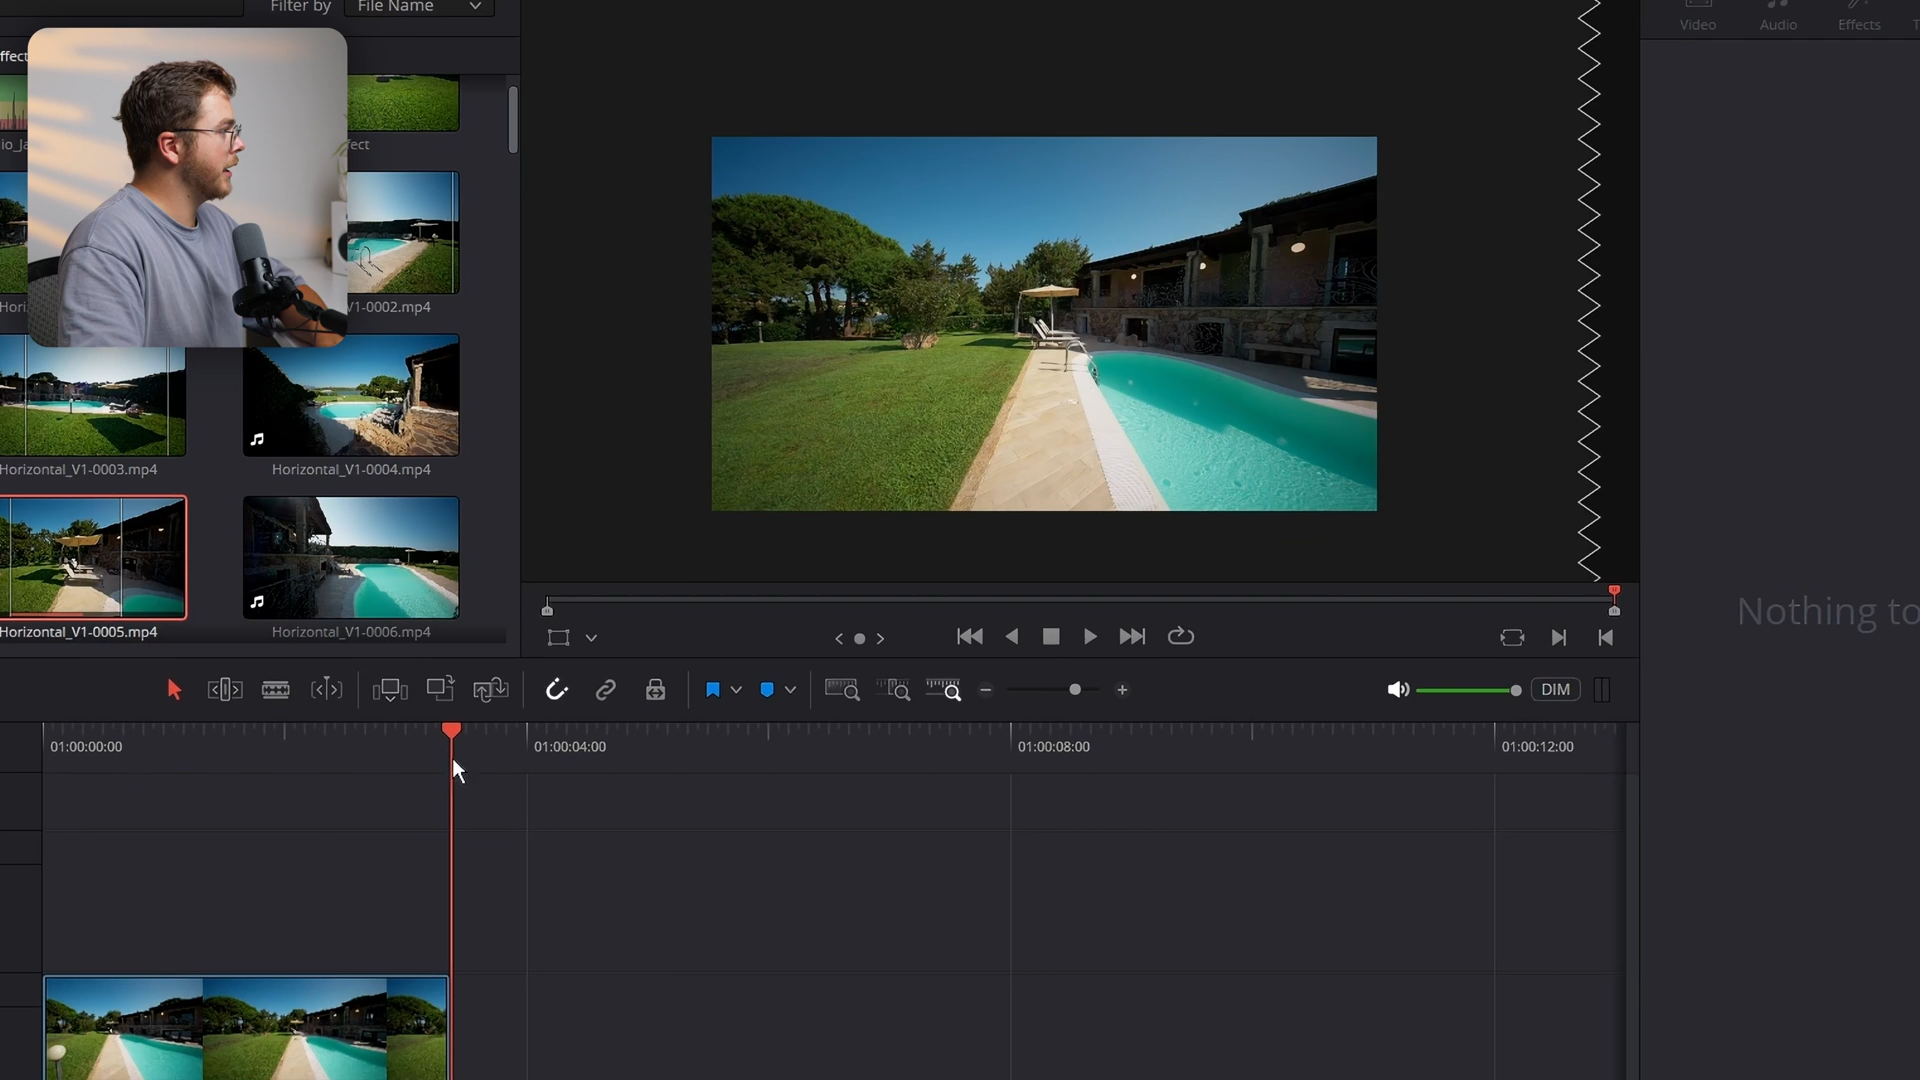 Filter by
File Name
Video
Audio
Effects
T
ffect
io_Ja
ect
Hori
V1-0002.mp4
Horizontal_V1-0003.mp4
Horizontal_V1-0004.mp4
Horizontal_V1-0005.mp4
Horizontal_V1-0006.mp4
Nothing to
DIM
01:00:00:00
01:00:04:00
01:00:08:00
01:00:12:00